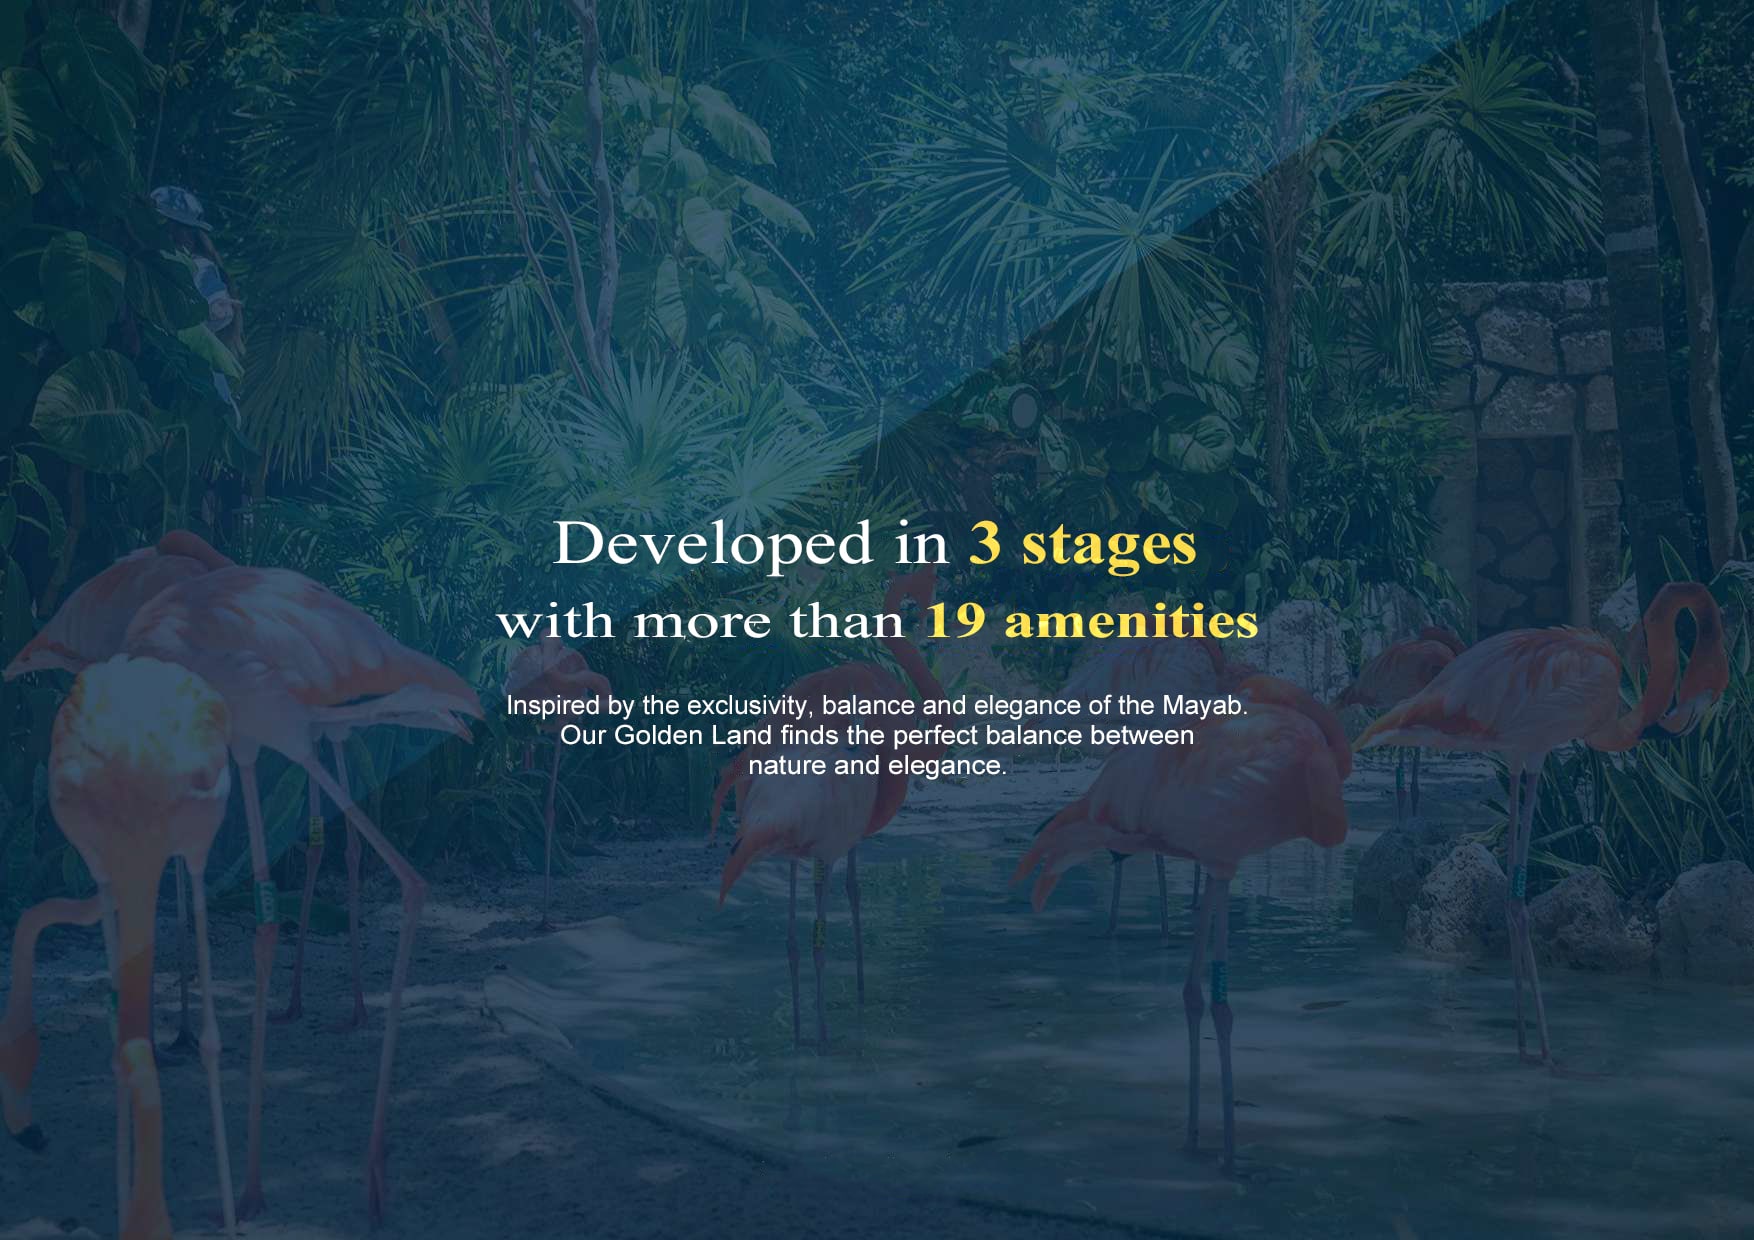 Developed in 3 stages
with more than 19 amenities
Inspired by the exclusivity, balance and elegance of the Mayab.
Our Golden Land finds the perfect balance between
nature and elegance.